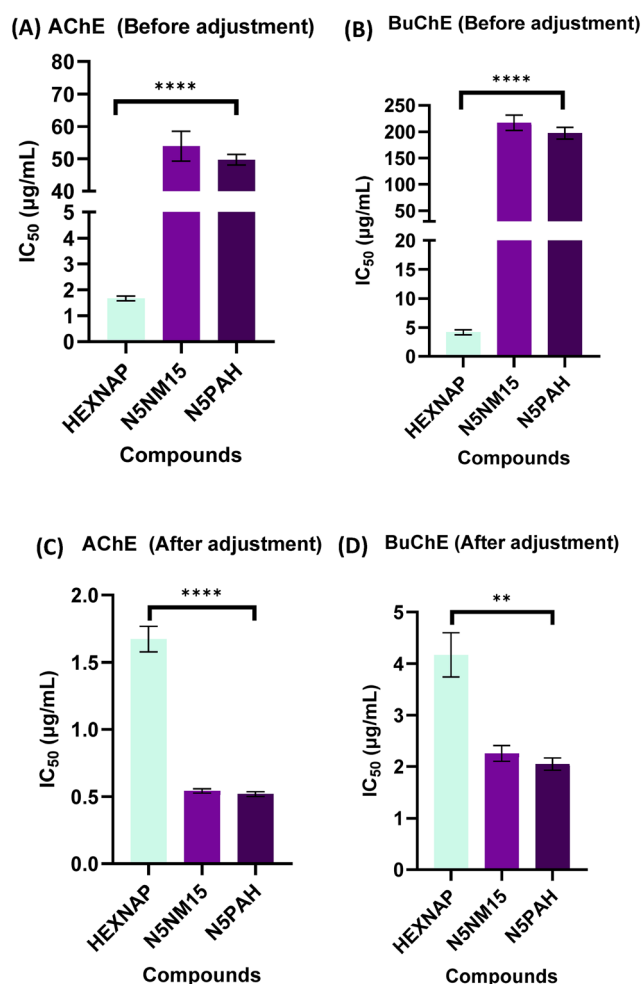 (A) AChE (Before adjustment)
80
70
60
50
40
5
4
3
2
1
0
IC50 (µg/mL)
****
HEXNAP
N5NM15
N5PAH
Compounds
(B) BuChE (Before adjustment)
250
200
150
100
50
20
15
10
5
0
IC50 (µg/mL)
****
HEXNAP
N5NM15
N5PAH
Compounds
(C) AChE (After adjustment)
2.0
1.5
1.0
0.5
0.0
IC50 (µg/mL)
****
HEXNAP
N5NM15
N5PAH
Compounds
(D) BuChE (After adjustment)
5
4
3
2
1
0
IC50 (µg/mL)
**
HEXNAP
N5NM15
N5PAH
Compounds